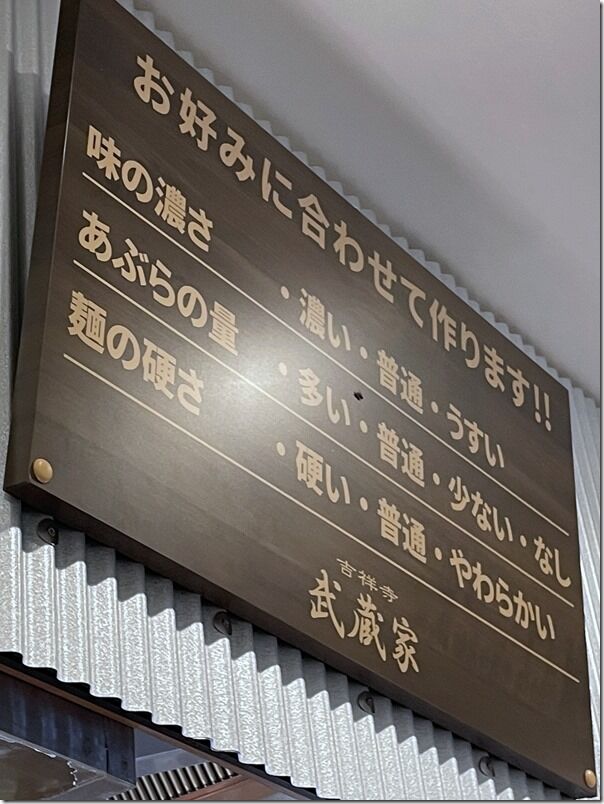 お好みに合わせて作ります!!
味の濃さ ・濃い・普通・うすい
あぶらの量 ・多い・普通・少ない・なし
麺の硬さ ・硬い・普通・やわらかい
吉祥寺
武蔵家